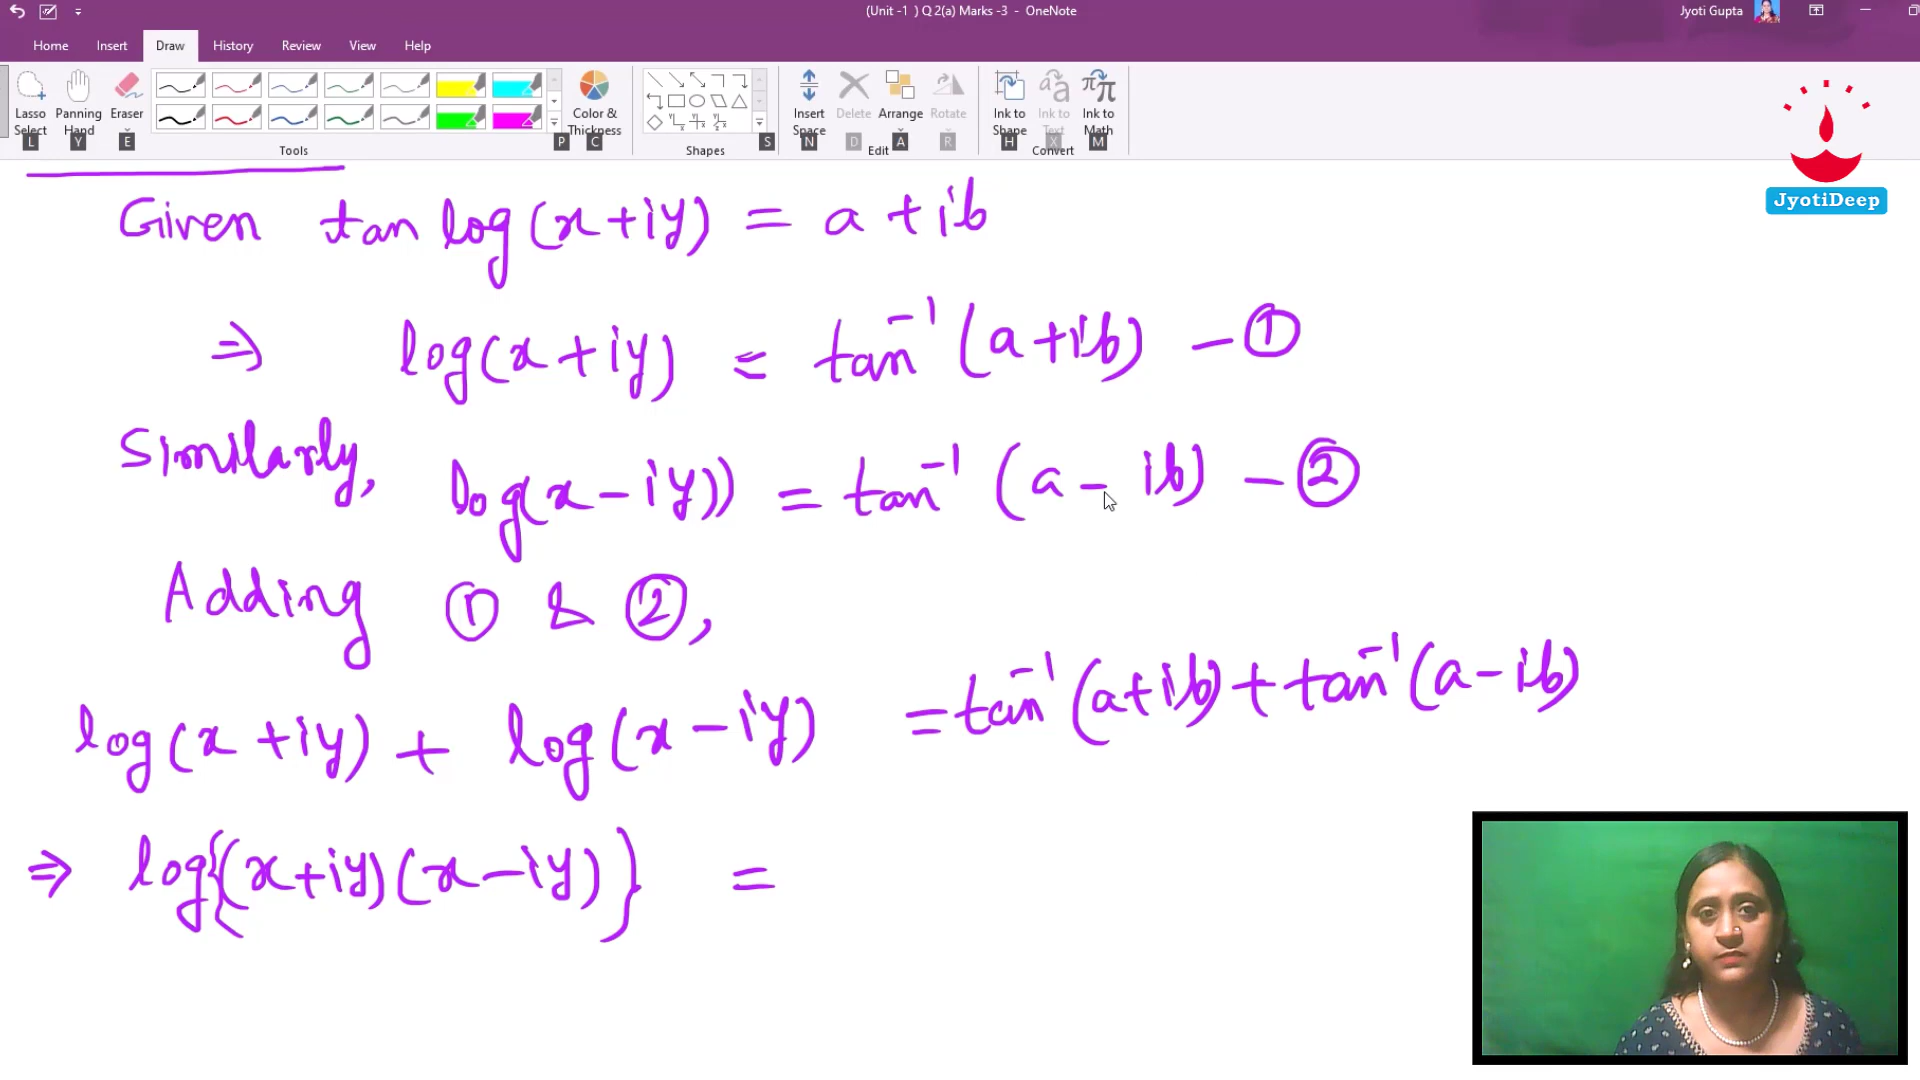 (Unit -1 ) Q 2(a) Marks -3 - OneNote
Jyoti Gupta
Home Insert Draw History Review View Help
Lasso Select Panning Hand Eraser Color & Thickness Insert Space Delete Arrange Rotate Ink to Shape Ink to Text Ink to Math
L Y E P C S N D A R H X M
Tools Shapes Edit Convert
JyotiDeep
Given tan log(x+iy) = a+ib
⇒ log(x+iy) = tan⁻¹(a+ib) - ①
Similarly, log(x-iy)) = tan⁻¹(a-ib) - ②
Adding ① & ②,
log(x+iy) + log(x-iy) = tan⁻¹(a+ib) + tan⁻¹(a-ib)
⇒ log{(x+iy)(x-iy)} =